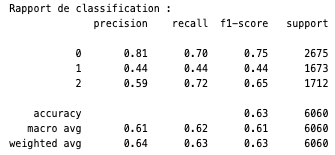 Rapport de classification :
precision recall f1-score support
0 0.81 0.70 0.75 2675
1 0.44 0.44 0.44 1673
2 0.59 0.72 0.65 1712
accuracy 0.63 6060
macro avg 0.61 0.62 0.61 6060
weighted avg 0.64 0.63 0.63 6060